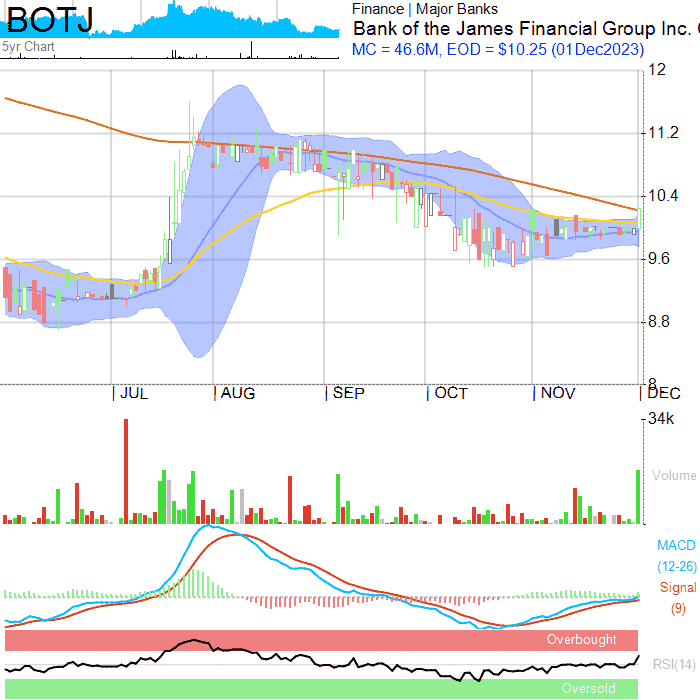 BOTJ
5yr Chart
Finance | Major Banks
Bank of the James Financial Group Inc. (
MC = 46.6M, EOD = $10.25 (01Dec2023)
12
11.2
10.4
9.6
8.8
8
JUL AUG SEP OCT NOV DEC
34k
Volume
MACD
(12-26)
Signal
(9)
Overbought
RSI(14)
Oversold